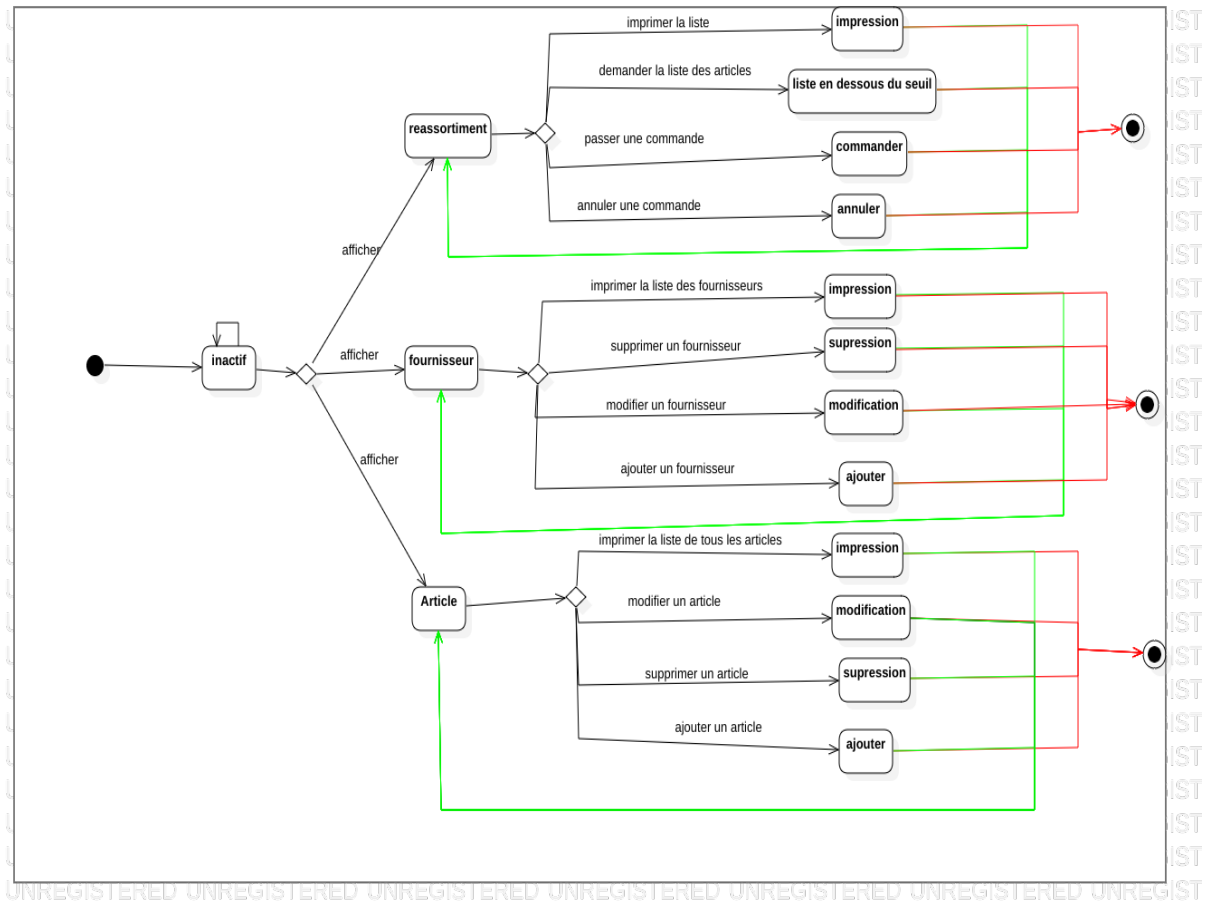 imprimer la liste
impression
demander la liste des articles
liste en dessous du seuil
reassortiment
passer une commande
commander
annuler une commande
annuler
afficher
imprimer la liste des fournisseurs
impression
supprimer un fournisseur
supression
inactif
afficher
fournisseur
modifier un fournisseur
modification
afficher
ajouter un fournisseur
ajouter
imprimer la liste de tous les articles
impression
Article
modifier un article
modification
supprimer un article
supression
ajouter un article
ajouter
UNREGISTERED UNREGISTERED UNREGISTERED UNREGISTERED UNREGISTERED UNREGISTERED UNREGIST